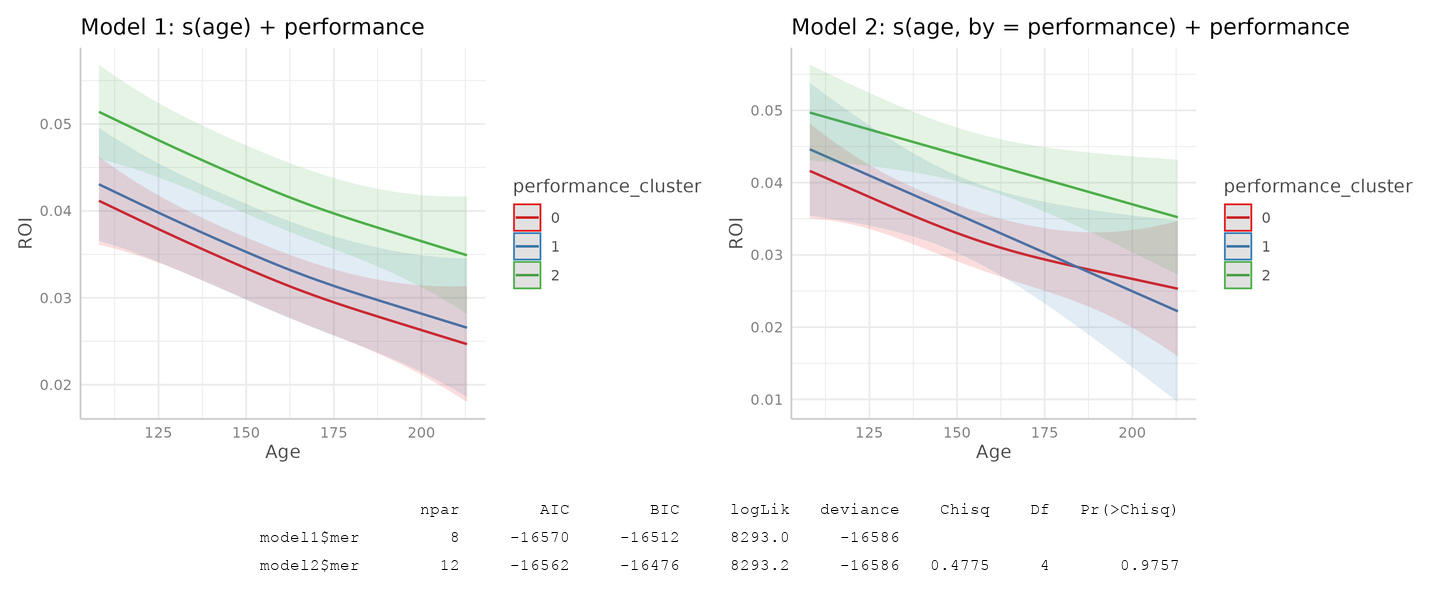 Model 1: s(age) + performance
0.05
0.04
0.03
0.02
ROI
125 150 175 200
Age
performance_cluster
0
1
2
Model 2: s(age, by = performance) + performance
0.05
0.04
0.03
0.02
0.01
ROI
125 150 175 200
Age
performance_cluster
0
1
2
npar AIC BIC logLik deviance Chisq Df Pr(>Chisq)
model1$mer 8 -16570 -16512 8293.0 -16586
model2$mer 12 -16562 -16476 8293.2 -16586 0.4775 4 0.9757